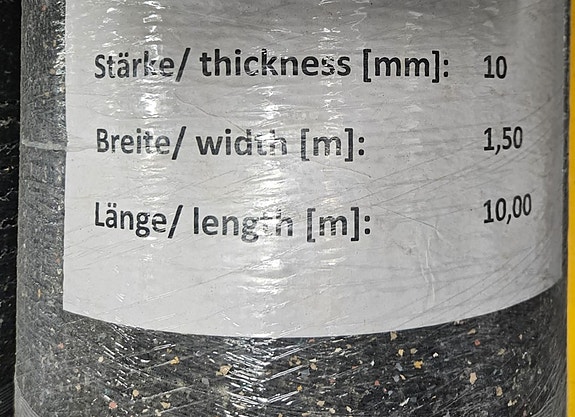 Stärke/ thickness [mm]: 10
Breite/ width [m]: 1,50
Länge/ length [m]: 10,00